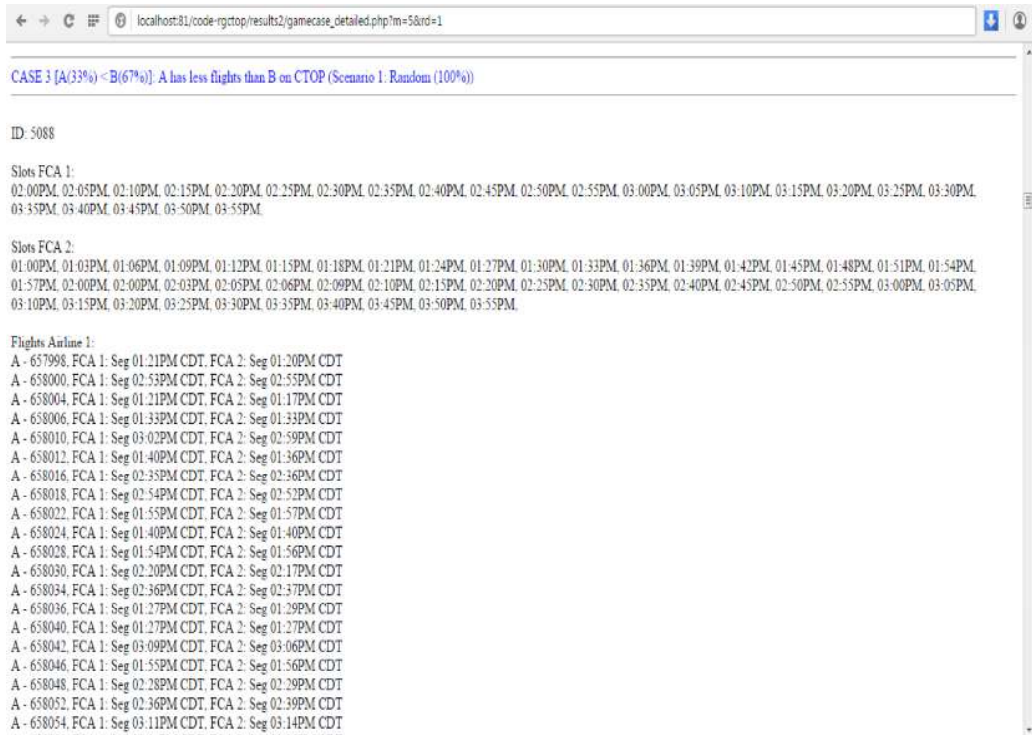 localhost:81/code-rgctop/results2/gamecase_detailed.php?m=5&rd=1
CASE 3 [A(33%) < B(67%)]: A has less flights than B on CTOP (Scenario 1: Random (100%))
ID: 5088
Slots FCA 1:
02:00PM, 02:05PM, 02:10PM, 02:15PM, 02:20PM, 02:25PM, 02:30PM, 02:35PM, 02:40PM, 02:45PM, 02:50PM, 02:55PM, 03:00PM, 03:05PM, 03:10PM, 03:15PM, 03:20PM, 03:25PM, 03:30PM,
03:35PM, 03:40PM, 03:45PM, 03:50PM, 03:55PM,
Slots FCA 2:
01:00PM, 01:03PM, 01:06PM, 01:09PM, 01:12PM, 01:15PM, 01:18PM, 01:21PM, 01:24PM, 01:27PM, 01:30PM, 01:33PM, 01:36PM, 01:39PM, 01:42PM, 01:45PM, 01:48PM, 01:51PM, 01:54PM,
01:57PM, 02:00PM, 02:00PM, 02:03PM, 02:05PM, 02:06PM, 02:09PM, 02:10PM, 02:15PM, 02:20PM, 02:25PM, 02:30PM, 02:35PM, 02:40PM, 02:45PM, 02:50PM, 02:55PM, 03:00PM, 03:05PM,
03:10PM, 03:15PM, 03:20PM, 03:25PM, 03:30PM, 03:35PM, 03:40PM, 03:45PM, 03:50PM, 03:55PM,
Flights Airline 1:
A - 657998, FCA 1: Seg 01:21PM CDT, FCA 2: Seg 01:20PM CDT
A - 658000, FCA 1: Seg 02:53PM CDT, FCA 2: Seg 02:55PM CDT
A - 658004, FCA 1: Seg 01:21PM CDT, FCA 2: Seg 01:17PM CDT
A - 658006, FCA 1: Seg 01:33PM CDT, FCA 2: Seg 01:33PM CDT
A - 658010, FCA 1: Seg 03:02PM CDT, FCA 2: Seg 02:59PM CDT
A - 658012, FCA 1: Seg 01:40PM CDT, FCA 2: Seg 01:36PM CDT
A - 658016, FCA 1: Seg 02:35PM CDT, FCA 2: Seg 02:36PM CDT
A - 658018, FCA 1: Seg 02:54PM CDT, FCA 2: Seg 02:52PM CDT
A - 658022, FCA 1: Seg 01:55PM CDT, FCA 2: Seg 01:57PM CDT
A - 658024, FCA 1: Seg 01:40PM CDT, FCA 2: Seg 01:40PM CDT
A - 658028, FCA 1: Seg 01:54PM CDT, FCA 2: Seg 01:56PM CDT
A - 658030, FCA 1: Seg 02:20PM CDT, FCA 2: Seg 02:17PM CDT
A - 658034, FCA 1: Seg 02:36PM CDT, FCA 2: Seg 02:37PM CDT
A - 658036, FCA 1: Seg 01:27PM CDT, FCA 2: Seg 01:29PM CDT
A - 658040, FCA 1: Seg 01:27PM CDT, FCA 2: Seg 01:27PM CDT
A - 658042, FCA 1: Seg 03:09PM CDT, FCA 2: Seg 03:06PM CDT
A - 658046, FCA 1: Seg 01:55PM CDT, FCA 2: Seg 01:56PM CDT
A - 658048, FCA 1: Seg 02:28PM CDT, FCA 2: Seg 02:29PM CDT
A - 658052, FCA 1: Seg 02:36PM CDT, FCA 2: Seg 02:39PM CDT
A - 658054, FCA 1: Seg 03:11PM CDT, FCA 2: Seg 03:14PM CDT